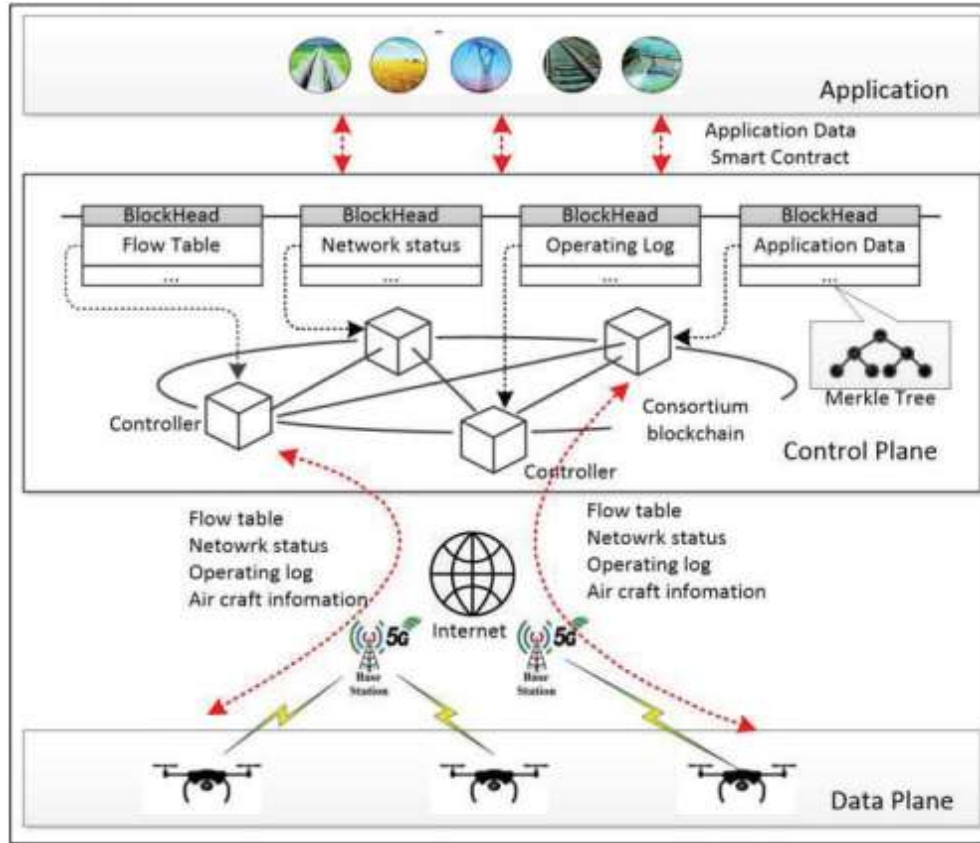 Application
Application Data
Smart Contract
BlockHead
BlockHead
BlockHead
BlockHead
Flow Table
Network status
Operating Log
Application Data
...
...
...
...
Merkle Tree
Controller
Consortium
blockchain
Controller
Control Plane
Flow table
Netowrk status
Operating log
Air craft infomation
Flow table
Netowrk status
Operating log
Air craft infomation
Internet
5G
5G
Base
Station
Base
Station
Data Plane